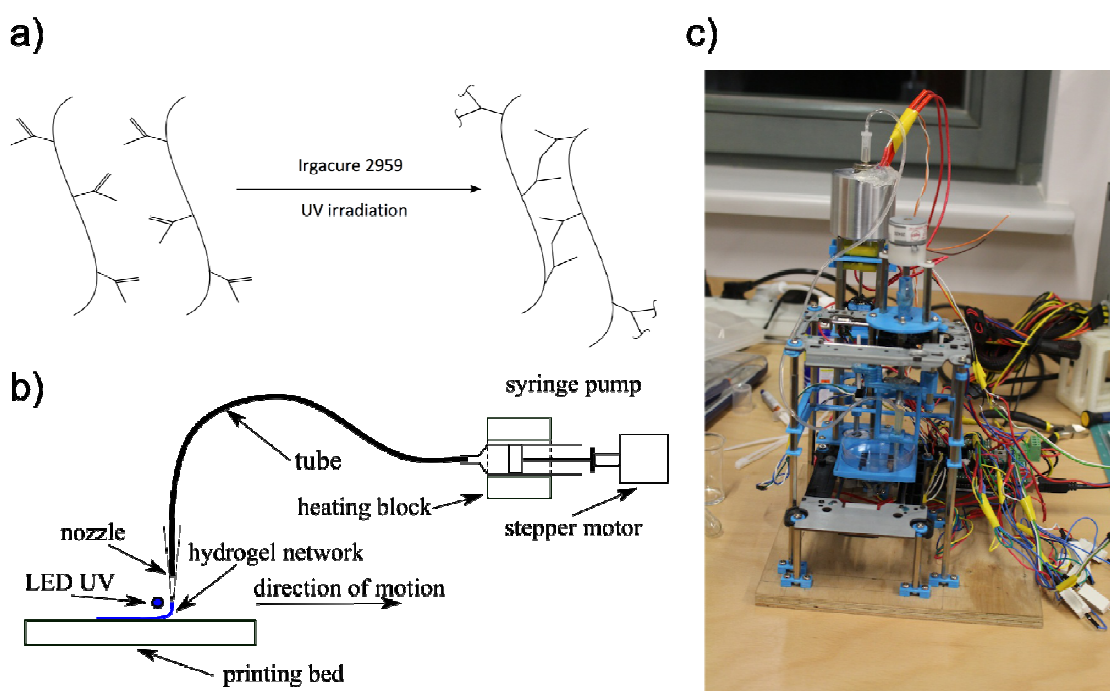 a)
Irgacure 2959
UV irradiation
b)
syringe pump
tube
heating block
stepper motor
nozzle
hydrogel network
LED UV
direction of motion
printing bed
c)